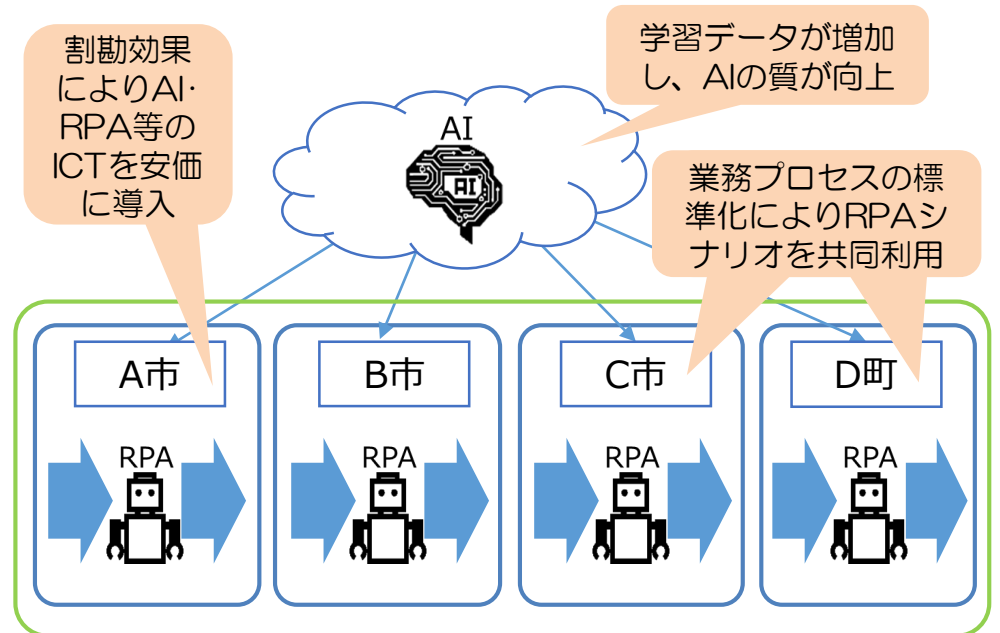 割勘効果
によりAI・
RPA等の
ICTを安価
に導入
学習データが増加
し、AIの質が向上
AI
AI
業務プロセスの標
準化によりRPAシ
ナリオを共同利用
A市
B市
C市
D町
RPA
RPA
RPA
RPA